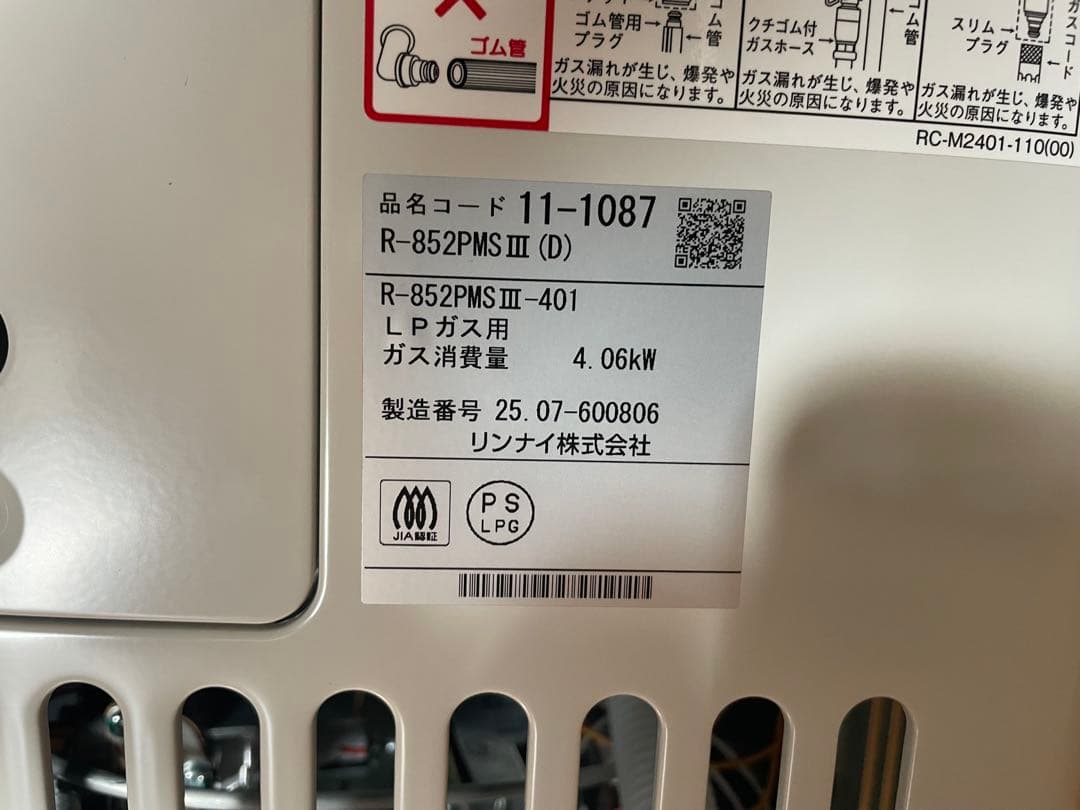 ゴム管
ゴム管用
プラグ
ゴム管
ガス漏れが生じ、爆発や
火災の原因になります。
クチゴム付
ガスホース
ゴム管
ガス漏れが生じ、爆発や
火災の原因になります。
スリム
プラグ
ガスコード
ガス漏れが生じ、爆発や
火災の原因になります。
RC-M2401-110(00)
品名コード 11-1087
R-852PMSⅢ(D)
R-852PMSⅢ-401
LPガス用
ガス消費量 4.06kW
製造番号 25.07-600806
リンナイ株式会社
JIA認証
PS
LPG